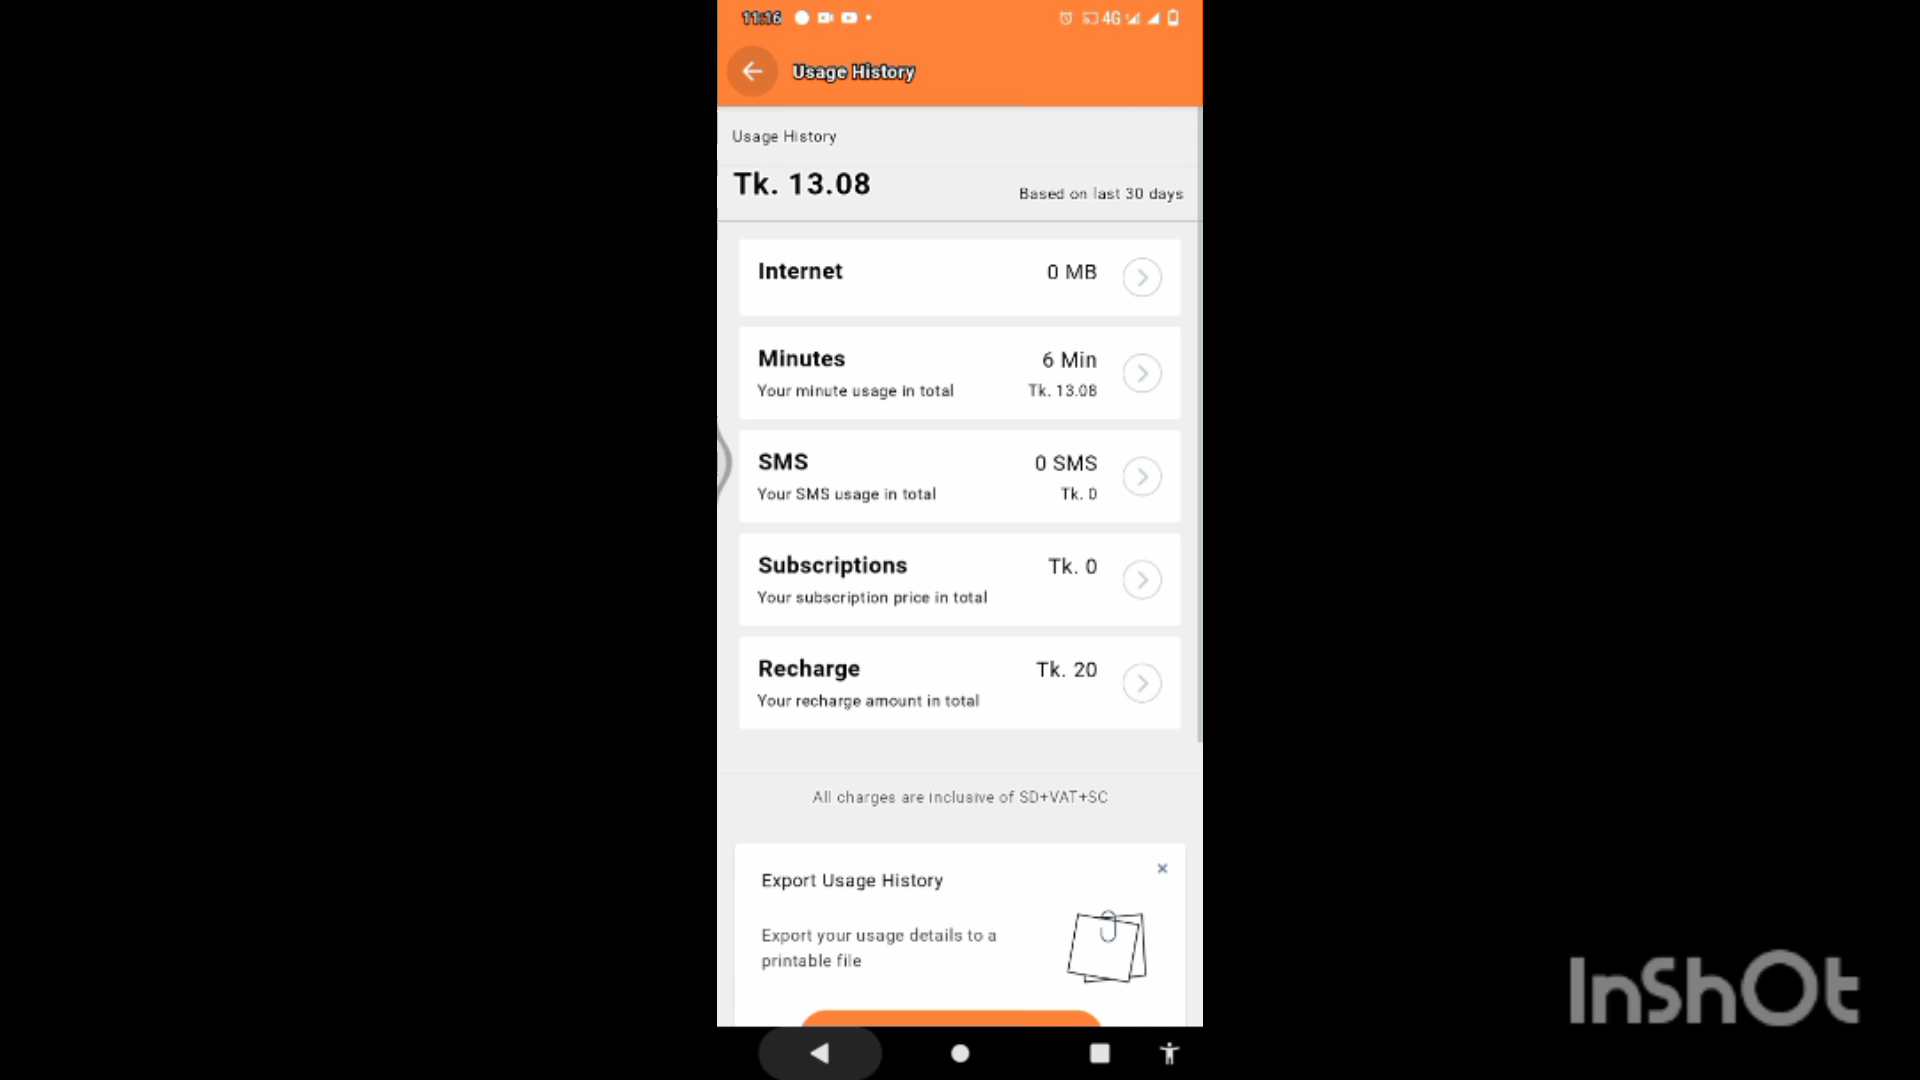 11:16
4G
Usage History
Usage History
Tk. 13.08
Based on last 30 days
Internet
0 MB
Minutes
6 Min
Your minute usage in total
Tk. 13.08
SMS
0 SMS
Your SMS usage in total
Tk. 0
Subscriptions
Tk. 0
Your subscription price in total
Recharge
Tk. 20
Your recharge amount in total
All charges are inclusive of SD+VAT+SC
Export Usage History
Export your usage details to a
printable file
InShOt